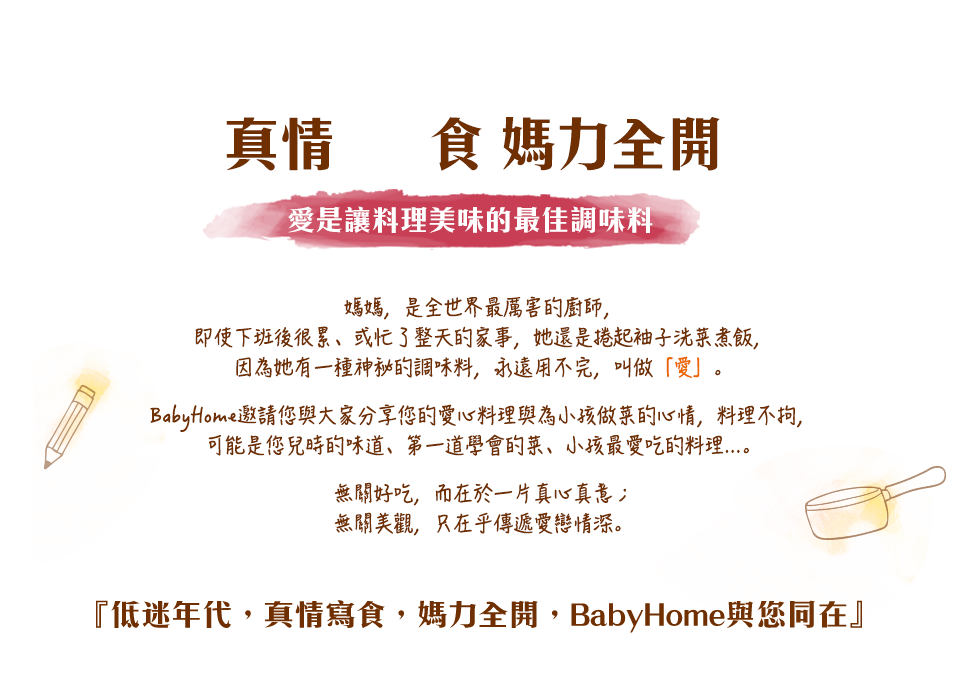 真情 食 媽力全開
愛是讓料理美味的最佳調味料
媽媽，是全世界最厲害的廚師，
即使下班後很累、或忙了整天的家事，她還是捲起袖子洗菜煮飯，
因為她有一種神祕的調味料，永遠用不完，叫做「愛」。
BabyHome邀請您與大家分享您的愛心料理與為小孩做菜的心情，料理不拘，
可能是您兒時的味道、第一道學會的菜、小孩最愛吃的料理...。
無關好吃，而在於一片真心真意；
無關美觀，只在乎傳遞愛戀情深。
『低迷年代，真情寫食，媽力全開，BabyHome與您同在』